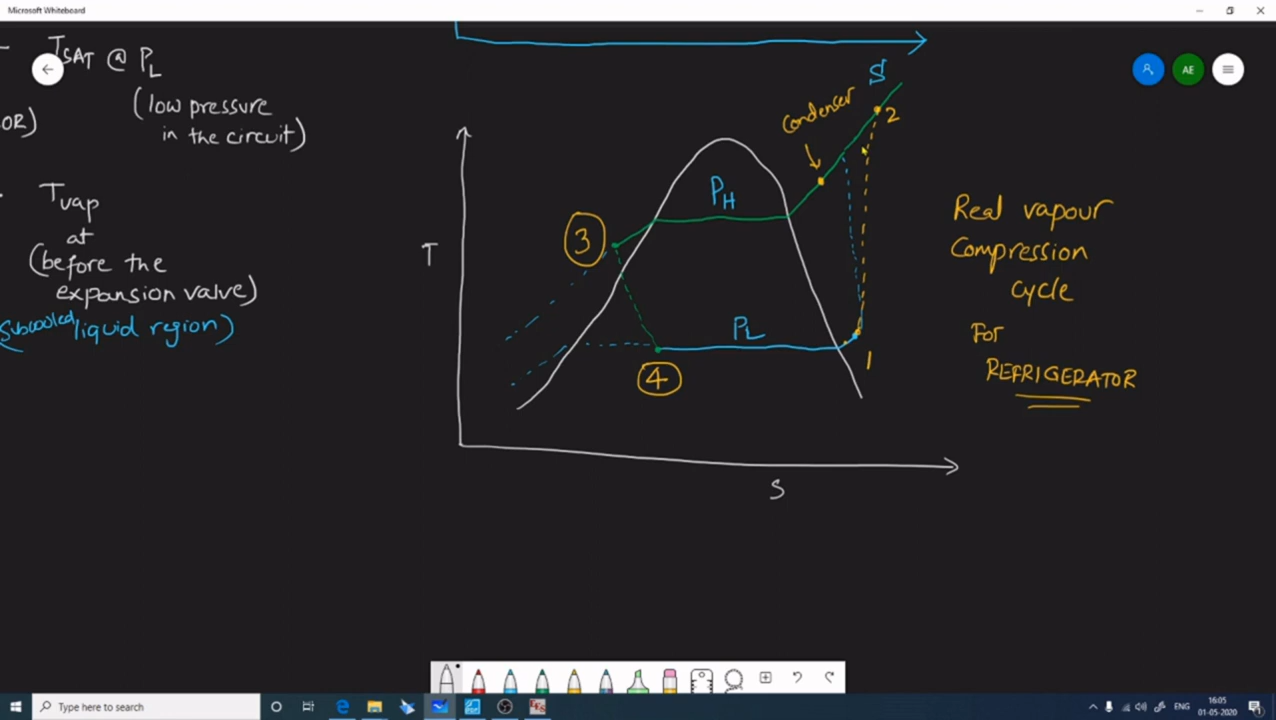 Microsoft Whiteboard
TSAT @ PL
(low pressure
in the circuit)
OR)
Tvap
at
(before the
expansion valve)
(Subcooled liquid region)
S
AE
Condenser
2
PH
3
T
PL
4
1
S
Real vapour
Compression
cycle
For
REFRIGERATOR
Type here to search
ENG
16:05
01-05-2020